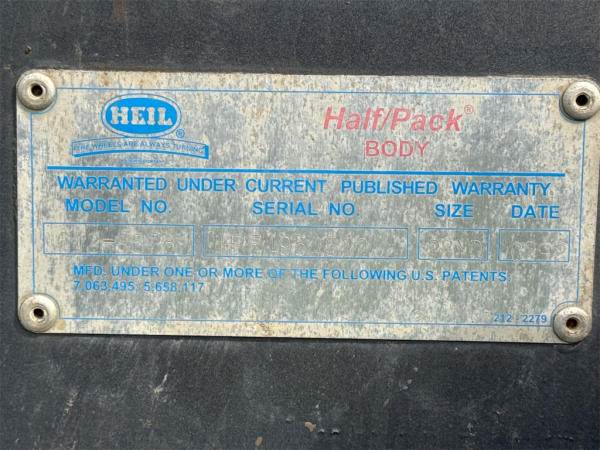 HEIL®
THE WHEELS ARE ALWAYS TURNING
Half/Pack®
BODY
WARRANTED UNDER CURRENT PUBLISHED WARRANTY
MODEL NO. SERIAL NO. SIZE DATE
MFD. UNDER ONE OR MORE OF THE FOLLOWING U.S. PATENTS.
7,063,495; 5,658,117
212-2279